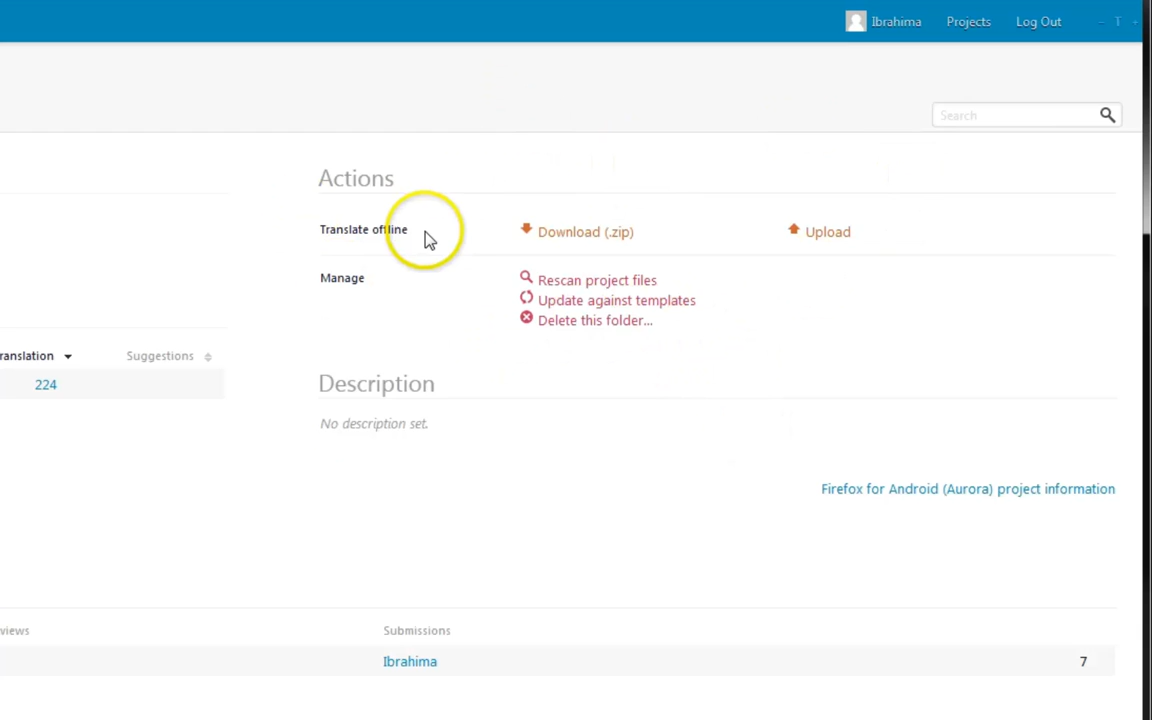 Ibrahima Projects Log Out - T +
Search
Actions
Translate offline Download (.zip) Upload
Manage Rescan project files
Update against templates
Delete this folder...
ranslation Suggestions
224
Description
No description set.
Firefox for Android (Aurora) project information
views Submissions
Ibrahima 7